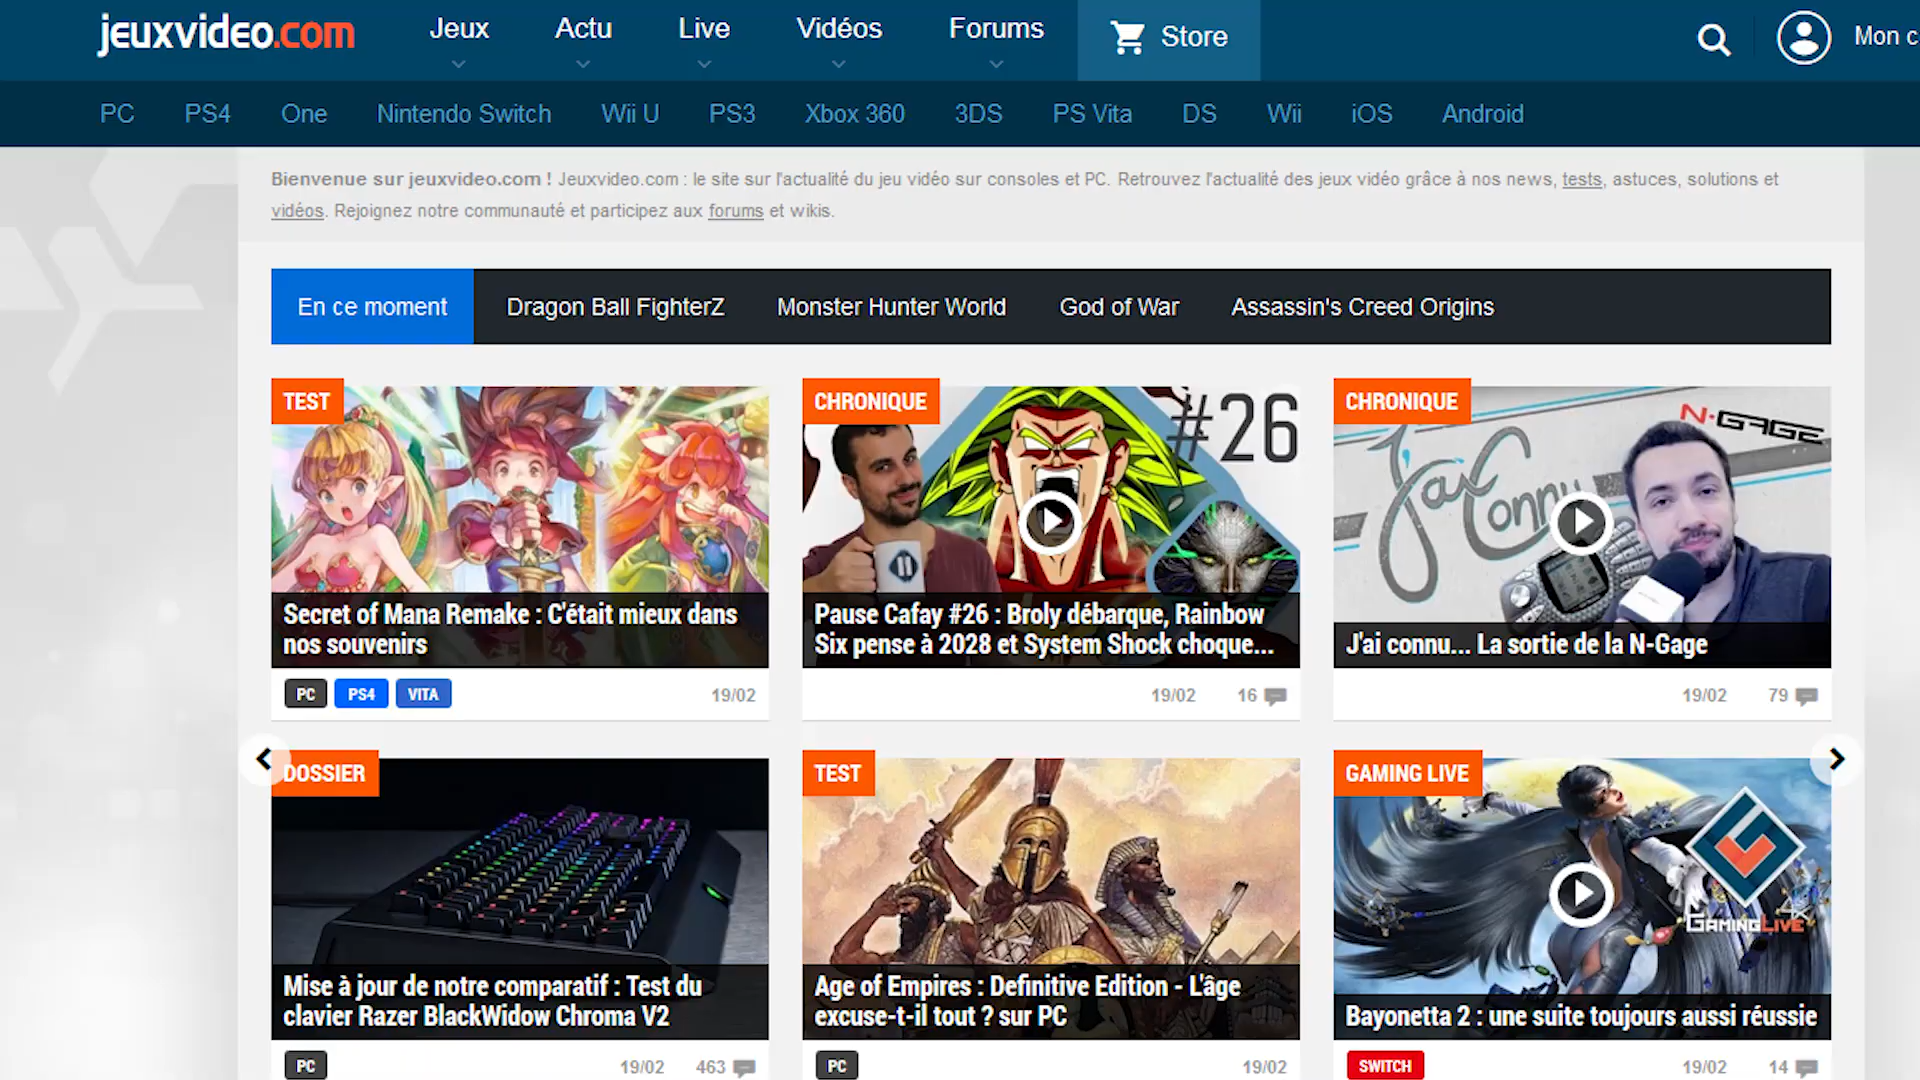 jeuxvideo.com
Jeux Actu Live Vidéos Forums Store Mon c
PC PS4 One Nintendo Switch Wii U PS3 Xbox 360 3DS PS Vita DS Wii iOS Android
Bienvenue sur jeuxvideo.com ! Jeuxvideo.com : le site sur l'actualité du jeu vidéo sur consoles et PC. Retrouvez l'actualité des jeux vidéo grâce à nos news, tests, astuces, solutions et
vidéos. Rejoignez notre communauté et participez aux forums et wikis.
En ce moment Dragon Ball FighterZ Monster Hunter World God of War Assassin's Creed Origins
TEST
Secret of Mana Remake : C'était mieux dans
nos souvenirs
PC PS4 VITA 19/02
CHRONIQUE
#26
Pause Cafay #26 : Broly débarque, Rainbow
Six pense à 2028 et System Shock choque...
19/02 16
CHRONIQUE
N-GAGE
J'ai Connu
J'ai connu... La sortie de la N-Gage
19/02 79
DOSSIER
Mise à jour de notre comparatif : Test du
clavier Razer BlackWidow Chroma V2
PC 19/02 463
TEST
Age of Empires : Definitive Edition - L'âge
excuse-t-il tout ? sur PC
PC 19/02
GAMING LIVE
GAMING LIVE
Bayonetta 2 : une suite toujours aussi réussie
SWITCH 19/02 14